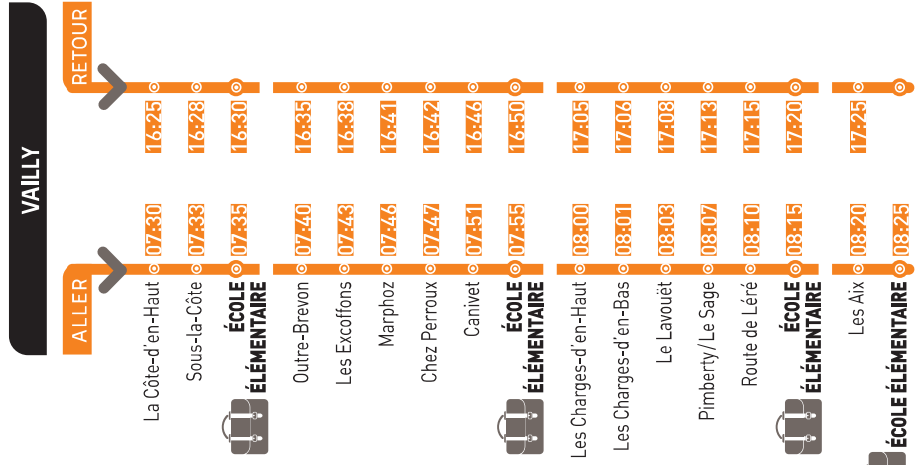 VAILLY
ALLER RETOUR
La Côte-d'en-Haut 07:30 16:25
Sous-la-Côte 07:33 16:28
ÉCOLE 07:35 16:30
ÉLÉMENTAIRE
Outre-Brevon 07:40 16:35
Les Excoffons 07:43 16:38
Marphoz 07:46 16:41
Chez Perroux 07:47 16:42
Canivet 07:51 16:46
ÉCOLE 07:55 16:50
ÉLÉMENTAIRE
Les Charges-d'en-Haut 08:00 17:05
Les Charges-d'en-Bas 08:01 17:06
Le Lavouët 08:03 17:08
Pimberty/Le Sage 08:07 17:13
Route de Léré 08:10 17:15
ÉCOLE 08:15 17:20
ÉLÉMENTAIRE
Les Aix 08:20 17:25
ÉCOLE ÉLÉMENTAIRE 08:25